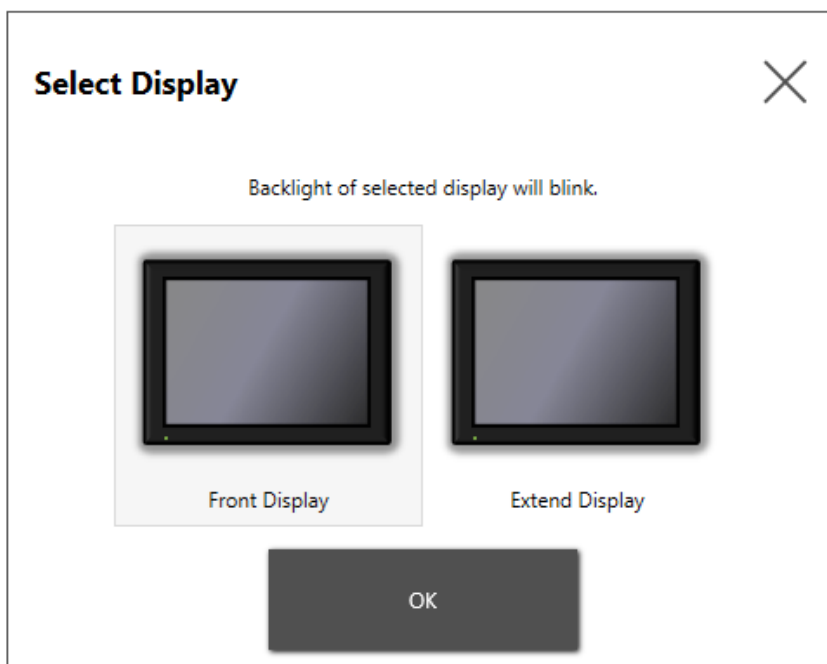 Select Display
Backlight of selected display will blink.
Front Display
Extend Display
OK